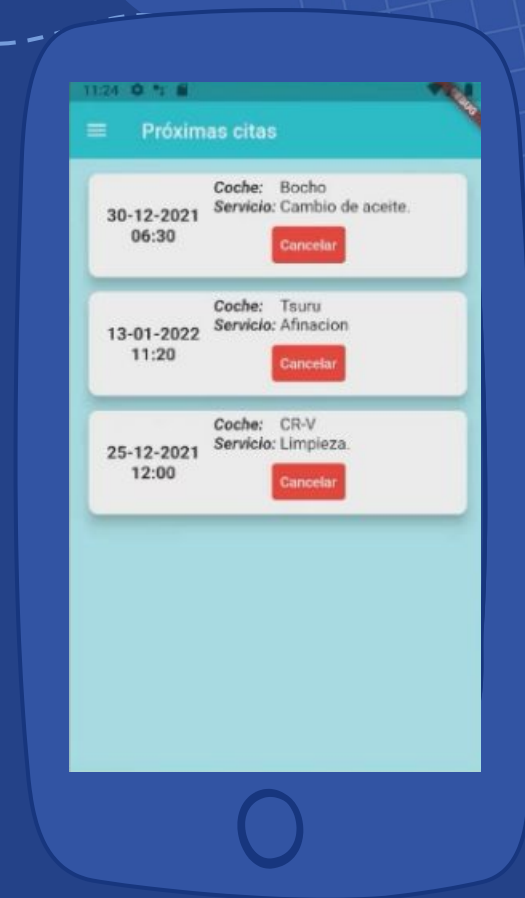 11:24
DEBUG
Próximas citas
Coche: Bocho
Servicio: Cambio de aceite.
30-12-2021
06:30
Cancelar
Coche: Tsuru
Servicio: Afinacion
13-01-2022
11:20
Cancelar
Coche: CR-V
Servicio: Limpieza.
25-12-2021
12:00
Cancelar